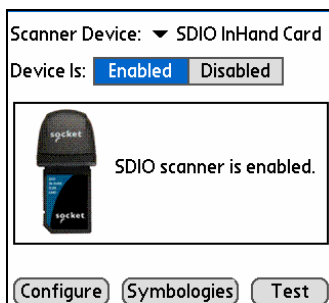 Scanner Device: SDIO InHand Card
Device Is: Enabled Disabled
socket
SDIO scanner is enabled.
socket
Configure Symbologies Test